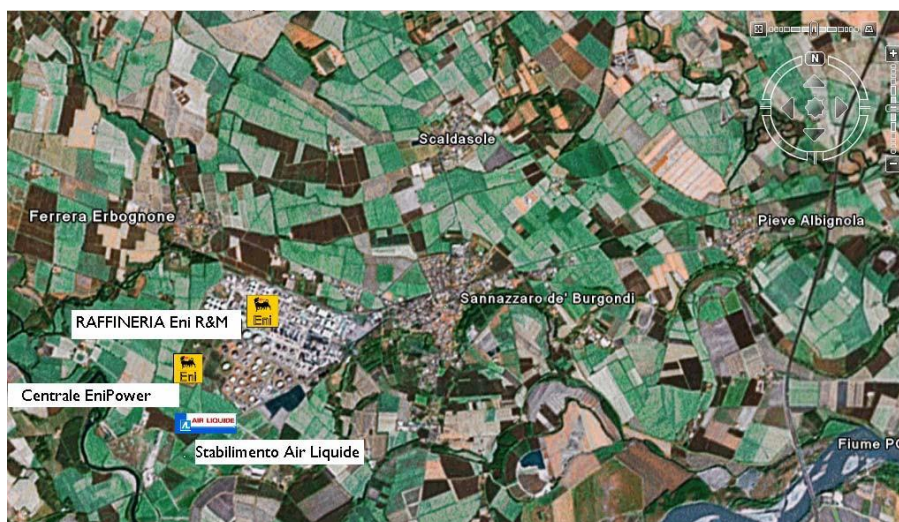 N
Scaldasole
Ferrera Erbognone
Pieve Albignola
Sannazzaro de' Burgondi
Eni
RAFFINERIA Eni R&M
Eni
Centrale EniPower
AIR LIQUIDE
Stabilimento Air Liquide
Fiume PO